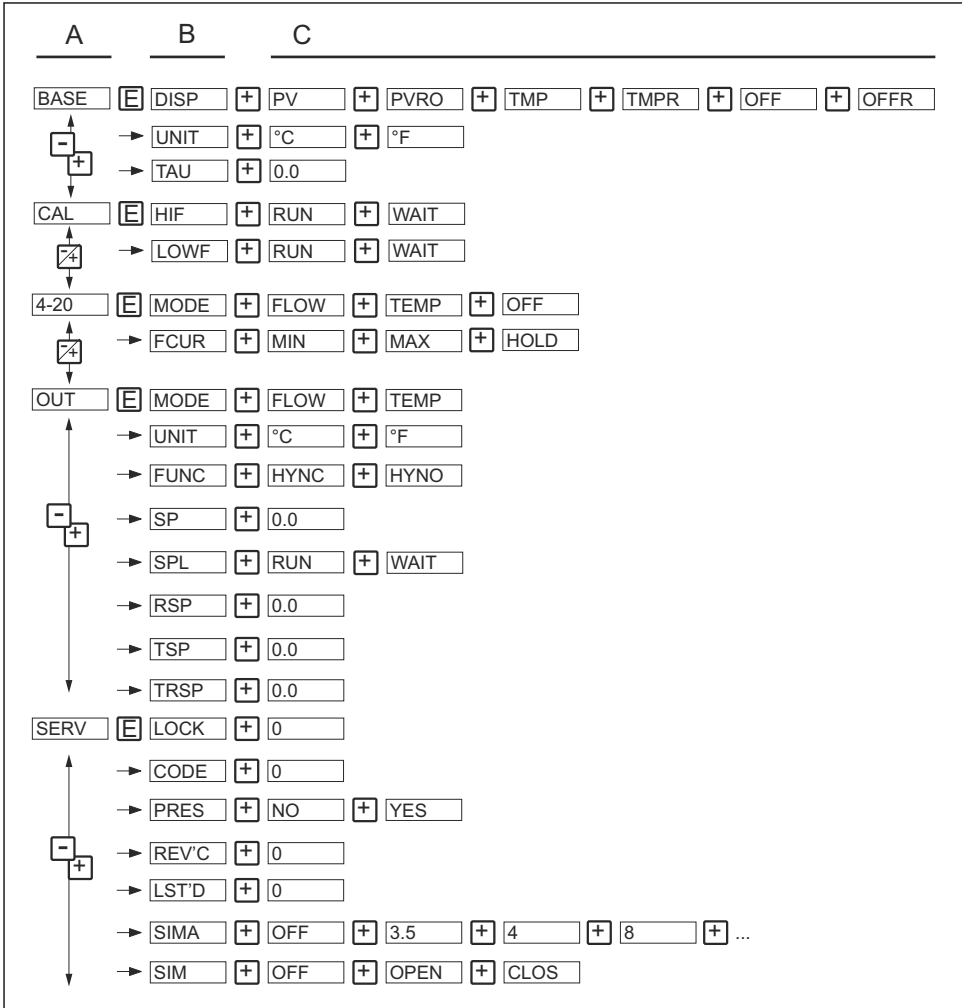 A B C
BASE E DISP + PV + PVRO + TMP + TMPR + OFF + OFFR
UNIT + °C + °F
-
+
TAU + 0.0
CAL E HIF + RUN + WAIT
LOWF + RUN + WAIT
-/+
4-20 E MODE + FLOW + TEMP + OFF
FCUR + MIN + MAX + HOLD
-/+
OUT E MODE + FLOW + TEMP
UNIT + °C + °F
FUNC + HYNC + HYNO
-
+
SP + 0.0
SPL + RUN + WAIT
RSP + 0.0
TSP + 0.0
TRSP + 0.0
SERV E LOCK + 0
CODE + 0
PRES + NO + YES
-
+
REV'C + 0
LST'D + 0
SIMA + OFF + 3.5 + 4 + 8 + ...
SIM + OFF + OPEN + CLOS